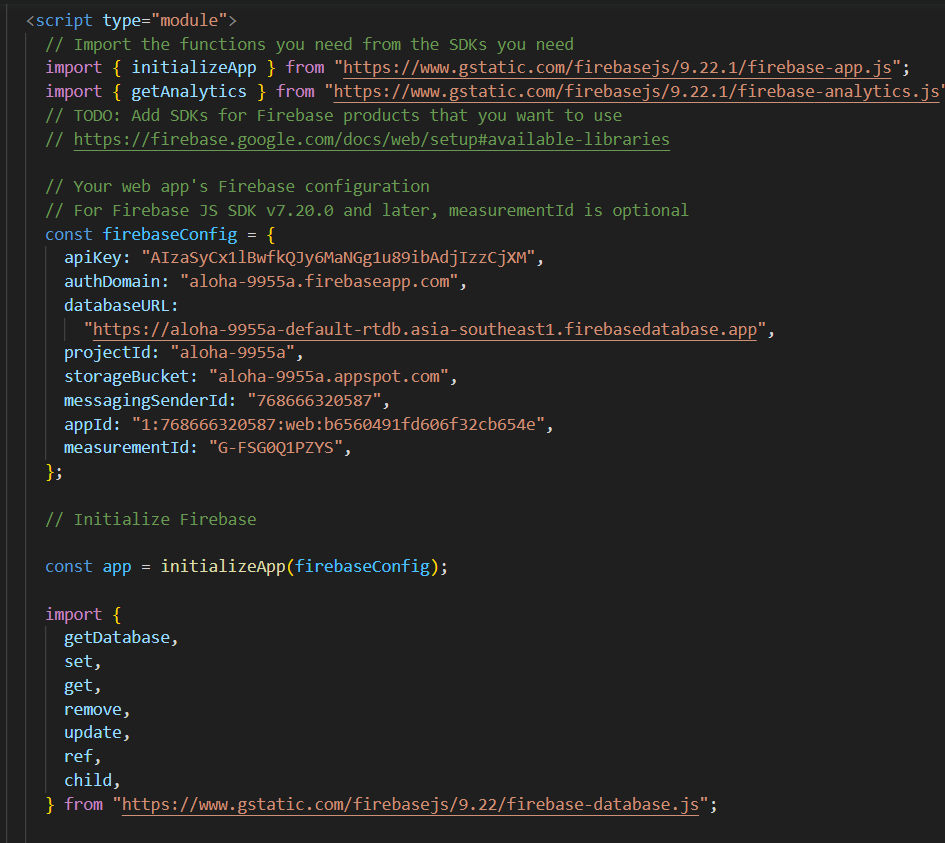 <script type="module">
// Import the functions you need from the SDKs you need
import { initializeApp } from "https://www.gstatic.com/firebasejs/9.22.1/firebase-app.js";
import { getAnalytics } from "https://www.gstatic.com/firebasejs/9.22.1/firebase-analytics.js"
// TODO: Add SDKs for Firebase products that you want to use
// https://firebase.google.com/docs/web/setup#available-libraries
// Your web app's Firebase configuration
// For Firebase JS SDK v7.20.0 and later, measurementId is optional
const firebaseConfig = {
apiKey: "AIzaSyCx1lBwfkQJy6MaNGg1u89ibAdjIzzCjXM",
authDomain: "aloha-9955a.firebaseapp.com",
databaseURL:
"https://aloha-9955a-default-rtdb.asia-southeast1.firebasedatabase.app",
projectId: "aloha-9955a",
storageBucket: "aloha-9955a.appspot.com",
messagingSenderId: "768666320587",
appId: "1:768666320587:web:b6560491fd606f32cb654e",
measurementId: "G-FSG0Q1PZYS",
};
// Initialize Firebase
const app = initializeApp(firebaseConfig);
import {
getDatabase,
set,
get,
remove,
update,
ref,
child,
} from "https://www.gstatic.com/firebasejs/9.22/firebase-database.js";